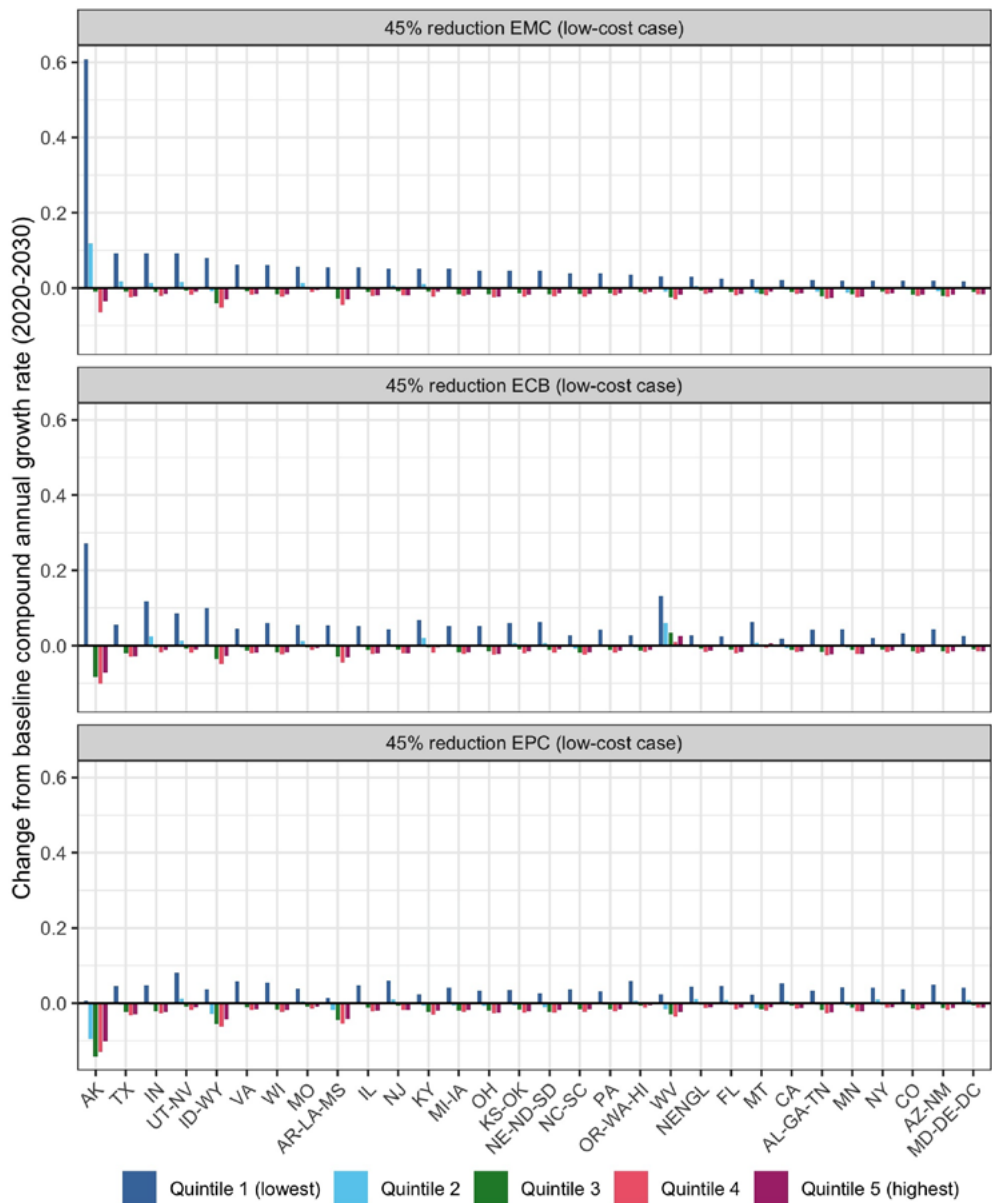 45% reduction EMC (low-cost case)
0.6
0.4
0.2
0.0
45% reduction ECB (low-cost case)
0.6
0.4
0.2
0.0
45% reduction EPC (low-cost case)
0.6
0.4
0.2
0.0
Change from baseline compound annual growth rate (2020-2030)
AK
TX
IN
UT-NV
ID-WY
VA
WI
MO
AR-LA-MS
IL
NJ
KY
MI-IA
OH
KS-OK
NE-ND-SD
NC-SC
PA
OR-WA-HI
WV
NENGL
FL
MT
CA
AL-GA-TN
MN
NY
CO
AZ-NM
MD-DE-DC
Quintile 1 (lowest) Quintile 2 Quintile 3 Quintile 4 Quintile 5 (highest)